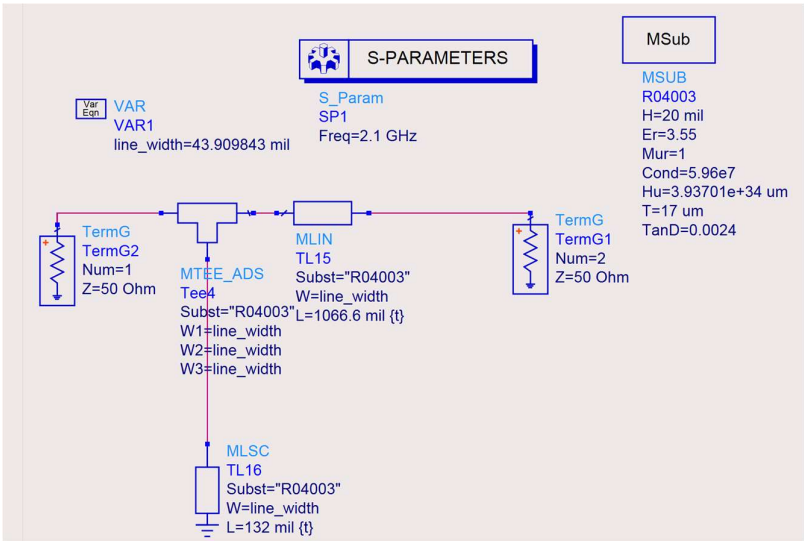 MSub
S-PARAMETERS
MSUB
R04003
H=20 mil
Er=3.55
Mur=1
Cond=5.96e7
Hu=3.93701e+34 um
T=17 um
TanD=0.0024
S_Param
SP1
Freq=2.1 GHz
Var
Eqn
VAR
VAR1
line_width=43.909843 mil
+
TermG
TermG2
Num=1
Z=50 Ohm
MTEE_ADS
Tee4
Subst="R04003"
W1=line_width
W2=line_width
W3=line_width
MLIN
TL15
Subst="R04003"
W=line_width
L=1066.6 mil {t}
+
TermG
TermG1
Num=2
Z=50 Ohm
MLSC
TL16
Subst="R04003"
W=line_width
L=132 mil {t}